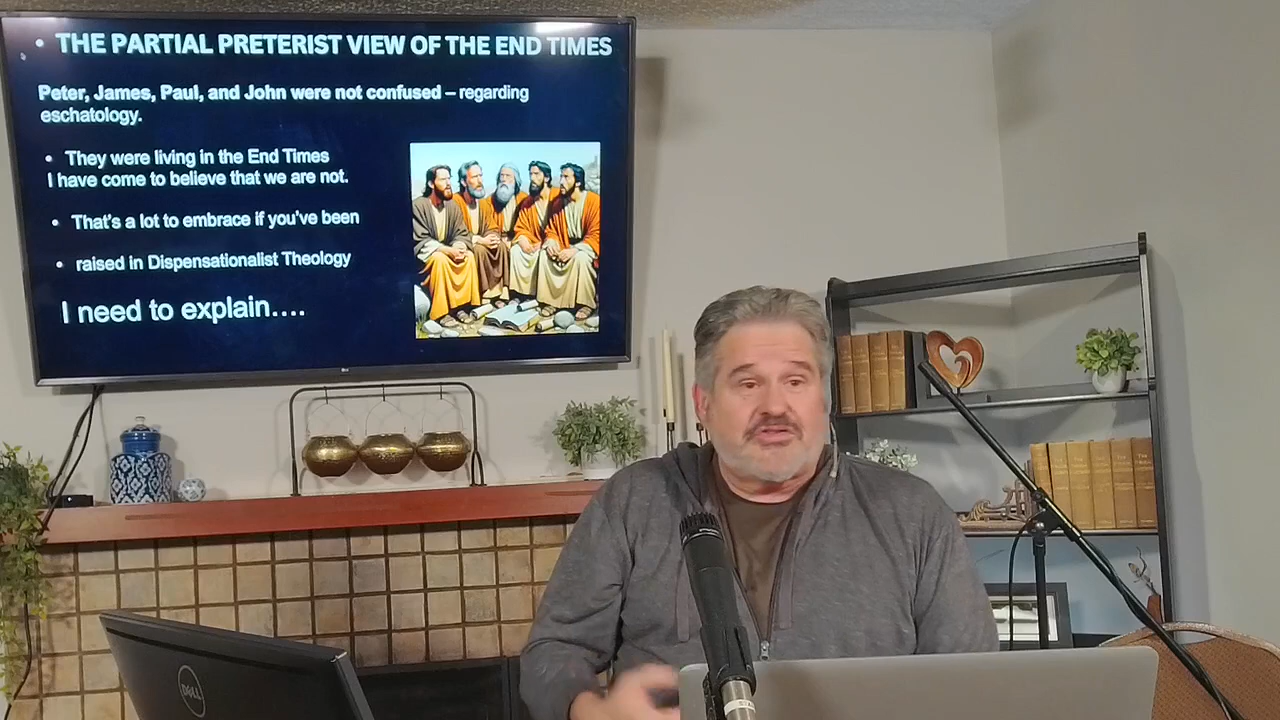 • THE PARTIAL PRETERIST VIEW OF THE END TIMES
Peter, James, Paul, and John were not confused – regarding
eschatology.
• They were living in the End Times
I have come to believe that we are not.
• That's a lot to embrace if you've been
• raised in Dispensationalist Theology
I need to explain....
DELL